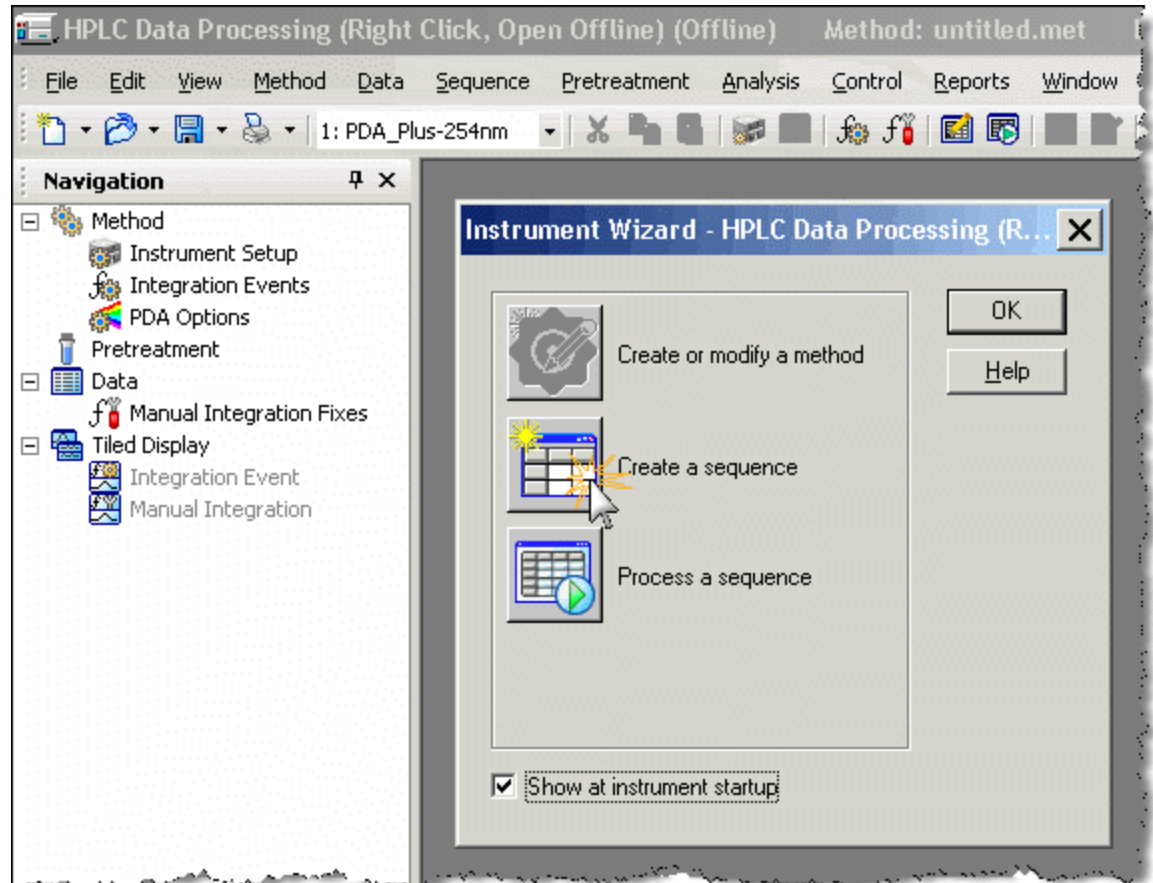 HPLC Data Processing (Right Click, Open Offline) (Offline) Method: untitled.met
File Edit View Method Data Sequence Pretreatment Analysis Control Reports Window
1: PDA_Plus-254nm
Navigation
Method
Instrument Setup
Integration Events
PDA Options
Pretreatment
Data
Manual Integration Fixes
Tiled Display
Integration Event
Manual Integration
Instrument Wizard - HPLC Data Processing (R...
Create or modify a method
Create a sequence
Process a sequence
OK
Help
Show at instrument startup